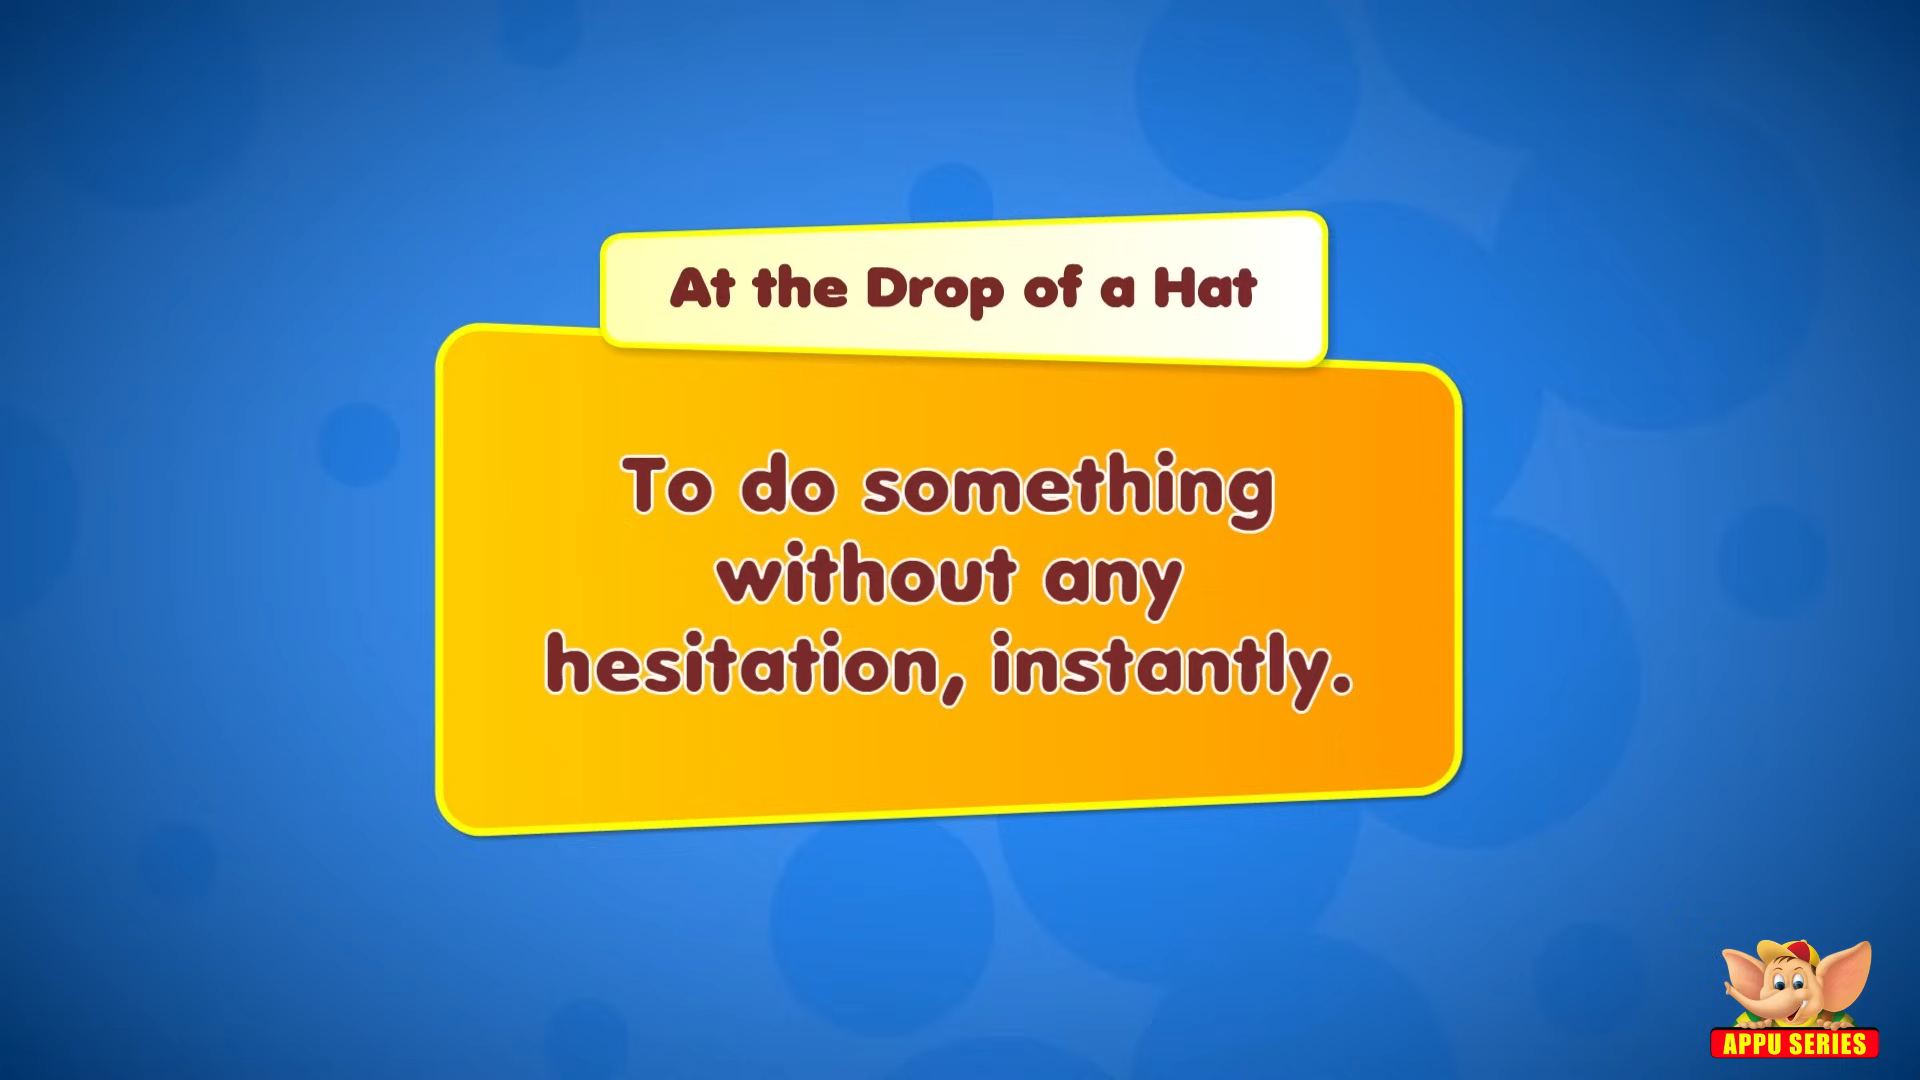 At the Drop of a Hat
To do something
without any
hesitation, instantly.
APPU SERIES